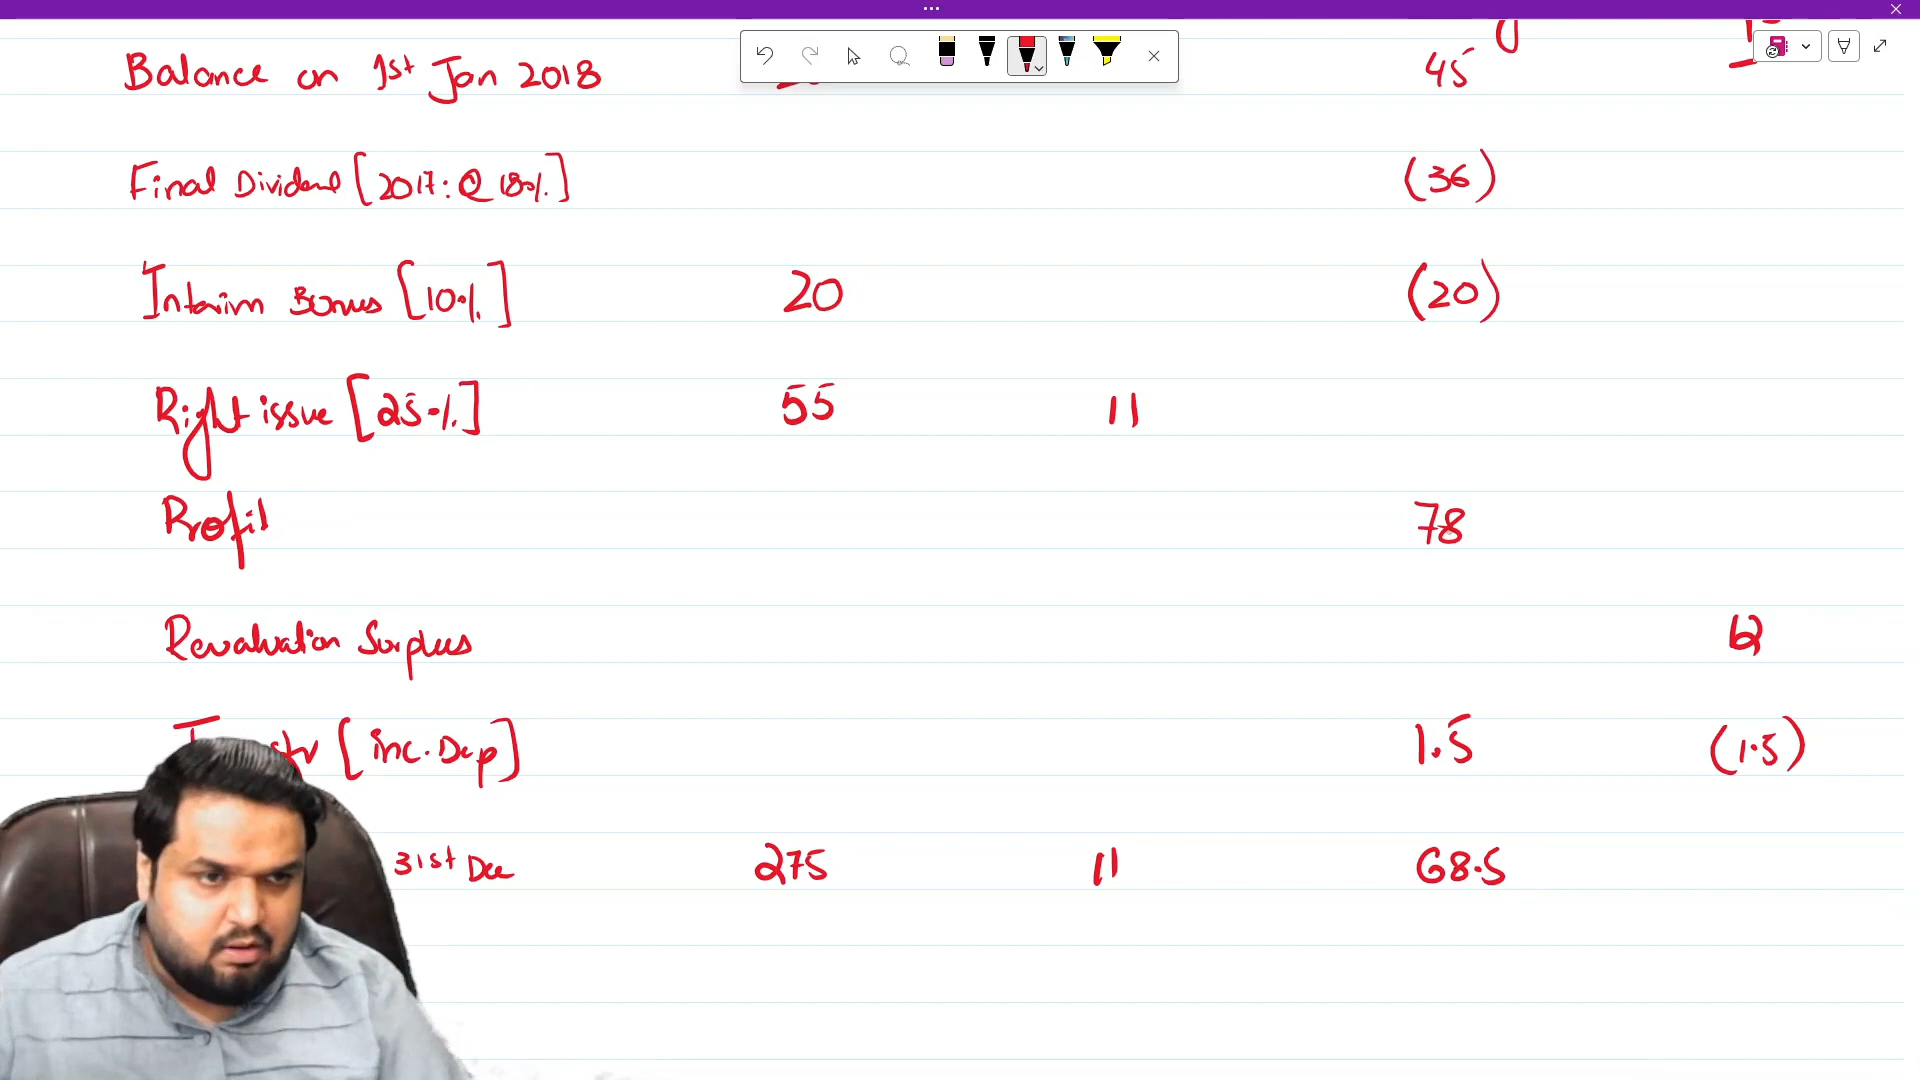 Balance on 1st Jan 2018 45
Final Dividend [2017: @ 18%] (36)
Interim Bonus [10%] 20 (20)
Right issue [25%] 55 11
Profit 78
Revaluation Surplus 12
[inc. Dep] 1.5 (1.5)
31st Dec 275 11 68.5